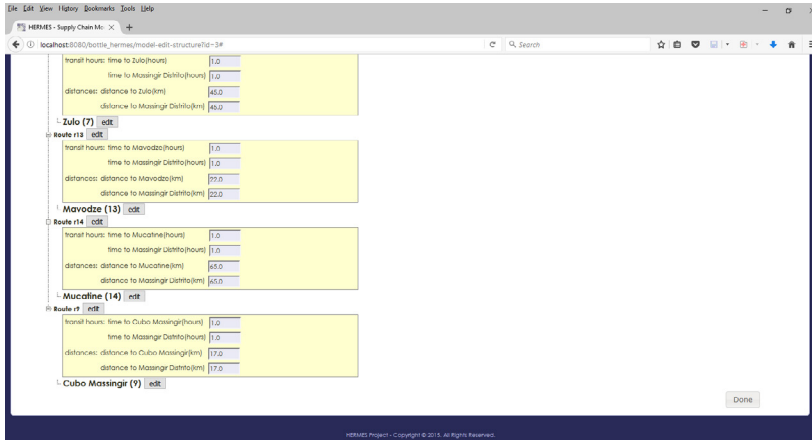 File Edit View History Bookmarks Tools Help
HERMES - Supply Chain Mo
localhost:8080/bottle_hermes/model-edit-structure?id=3#
Search
transit hours: time to Zulo(hours) 1.0
time to Massingir Distrito(hours) 1.0
distances: distance to Zulo(km) 45.0
distance to Massingir Distrito(km) 45.0
Zulo (7) edit
Route r13 edit
transit hours: time to Mavodze(hours) 1.0
time to Massingir Distrito(hours) 1.0
distances: distance to Mavodze(km) 22.0
distance to Massingir Distrito(km) 22.0
Mavodze (13) edit
Route r14 edit
transit hours: time to Mucatine(hours) 1.0
time to Massingir Distrito(hours) 1.0
distances: distance to Mucatine(km) 65.0
distance to Massingir Distrito(km) 65.0
Mucatine (14) edit
Route r9 edit
transit hours: time to Cubo Massingir(hours) 1.0
time to Massingir Distrito(hours) 1.0
distances: distance to Cubo Massingir(km) 17.0
distance to Massingir Distrito(km) 17.0
Cubo Massingir (9) edit
Done
HERMES Project - Copyright © 2015, All Rights Reserved.